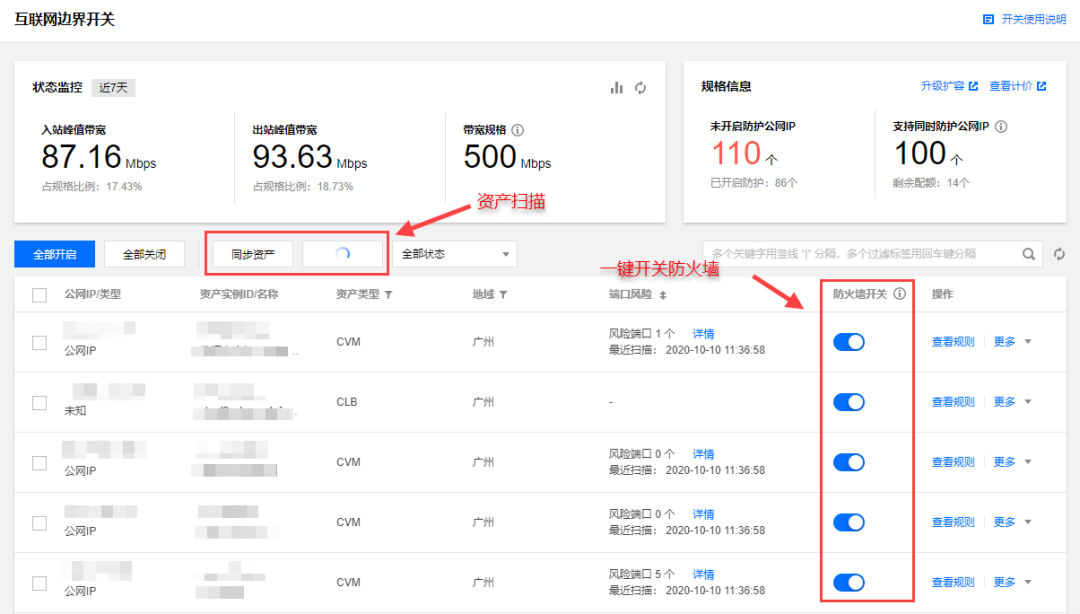 互联网边界开关
开关使用说明
状态监控 近7天
入站峰值带宽
87.16 Mbps
占规格比例：17.43%
出站峰值带宽
93.63 Mbps
占规格比例：18.73%
带宽规格
500 Mbps
规格信息
升级扩容 查看计价
未开启防护公网IP
110 个
已开启防护：86个
支持同时防护公网IP
100 个
剩余配额：14个
资产扫描
全部开启 全部关闭 同步资产 全部状态
多个关键字用竖线 "|" 分隔，多个过滤标签用回车键分隔
一键开关防火墙
公网IP/类型 资产实例ID/名称 资产类型 地域 端口风险 防火墙开关 操作
公网IP CVM 广州 风险端口 1 个 详情
最近扫描： 2020-10-10 11:36:58
查看规则 更多
未知 CLB 广州 - 查看规则 更多
公网IP CVM 广州 风险端口 0 个 详情
最近扫描： 2020-10-10 11:36:58
查看规则 更多
公网IP CVM 广州 风险端口 0 个 详情
最近扫描： 2020-10-10 11:36:58
查看规则 更多
公网IP CVM 广州 风险端口 5 个 详情
最近扫描： 2020-10-10 11:36:58
查看规则 更多